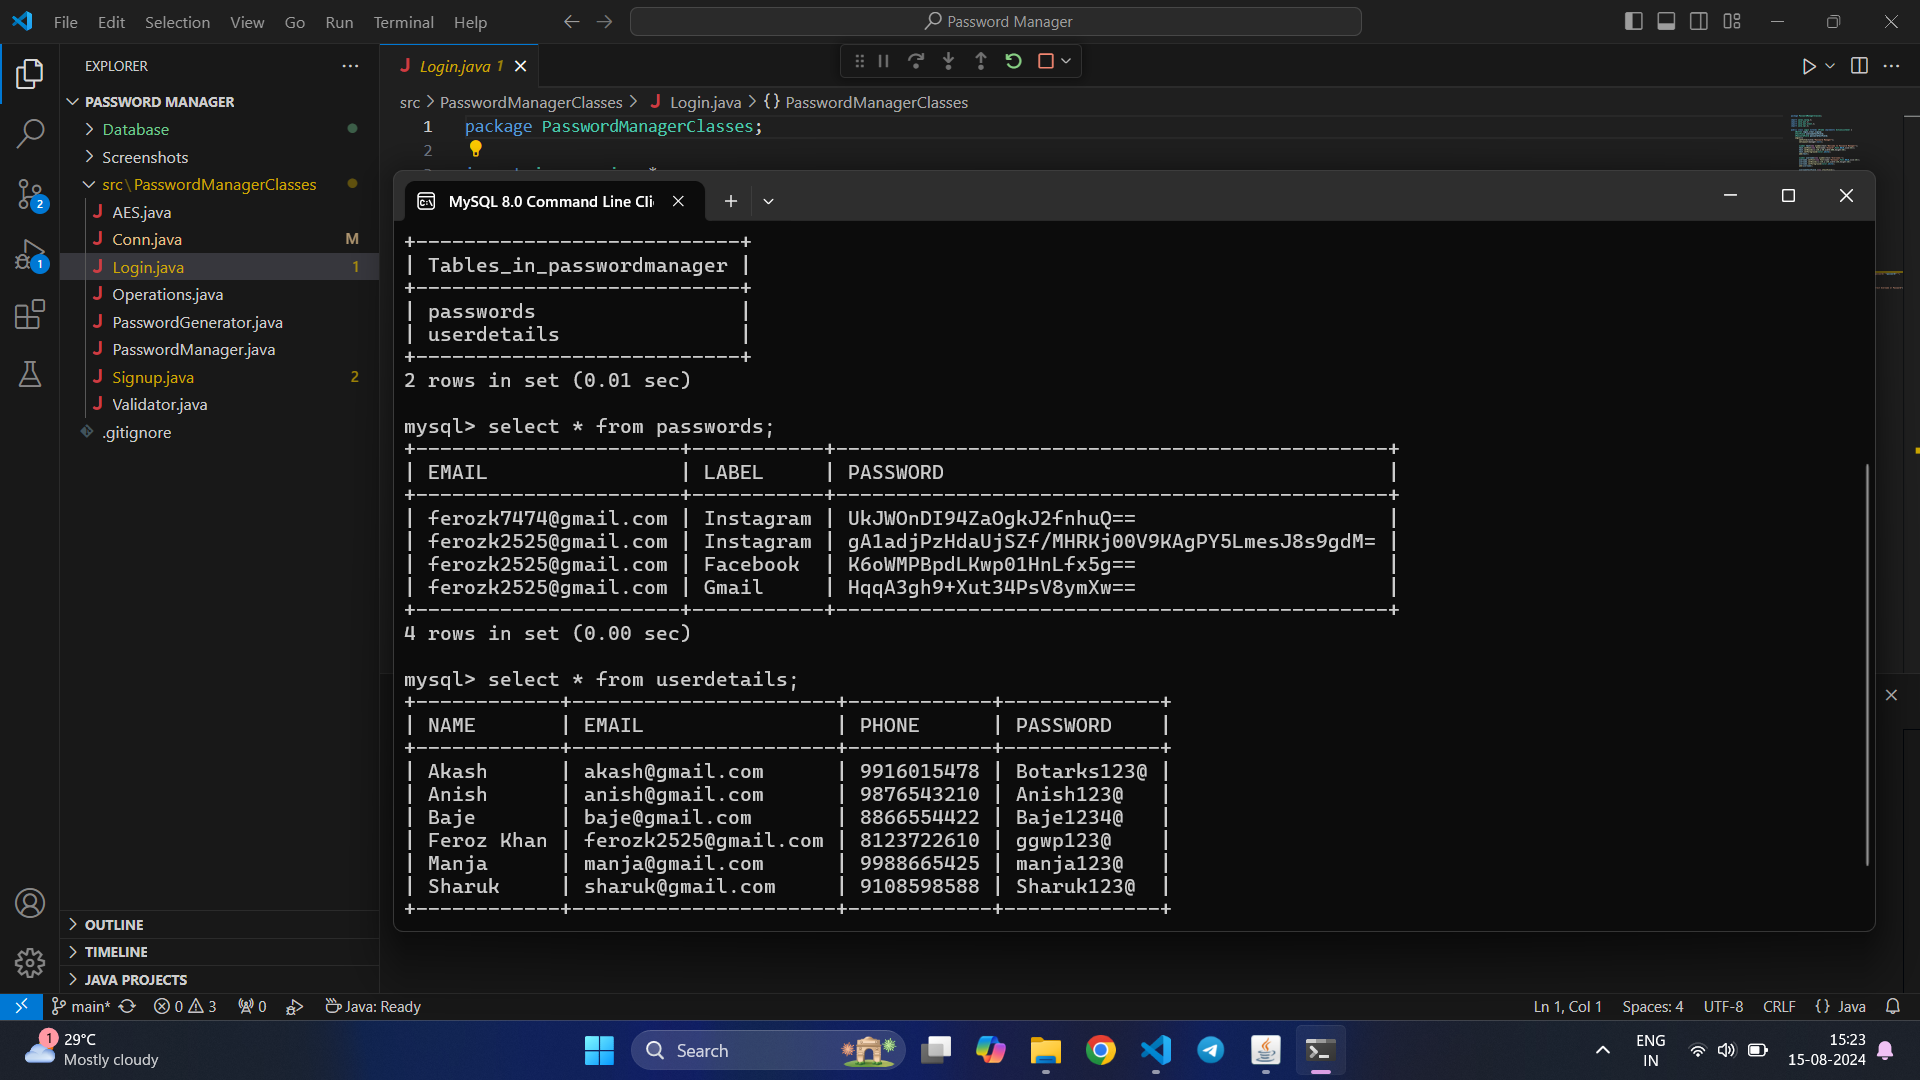 File Edit Selection View Go Run Terminal Help
Password Manager
EXPLORER
PASSWORD MANAGER
Database
Screenshots
src\PasswordManagerClasses
AES.java
Conn.java M
Login.java 1
Operations.java
PasswordGenerator.java
PasswordManager.java
Signup.java 2
Validator.java
.gitignore
OUTLINE
TIMELINE
JAVA PROJECTS
2
1
Login.java 1
src > PasswordManagerClasses > Login.java > {} PasswordManagerClasses
1 package PasswordManagerClasses;
2
MySQL 8.0 Command Line Cli
+---------------------------+
| Tables_in_passwordmanager |
+---------------------------+
| passwords                 |
| userdetails               |
+---------------------------+
2 rows in set (0.01 sec)
mysql> select * from passwords;
+----------------------+-----------+----------------------------------------------+
| EMAIL                | LABEL     | PASSWORD                                     |
+----------------------+-----------+----------------------------------------------+
| ferozk7474@gmail.com | Instagram | UkJWOnDI94ZaOgkJ2fnhuQ==                     |
| ferozk2525@gmail.com | Instagram | gA1adjPzHdaUjSZf/MHRKj00V9KAgPY5LmesJ8s9gdM= |
| ferozk2525@gmail.com | Facebook  | K6oWMPBpdLKwp01HnLfx5g==                     |
| ferozk2525@gmail.com | Gmail     | HqqA3gh9+Xut34PsV8ymXw==                     |
+----------------------+-----------+----------------------------------------------+
4 rows in set (0.00 sec)
mysql> select * from userdetails;
+------------+----------------------+------------+-------------+
| NAME       | EMAIL                | PHONE      | PASSWORD    |
+------------+----------------------+------------+-------------+
| Akash      | akash@gmail.com      | 9916015478 | Botarks123@ |
| Anish      | anish@gmail.com      | 9876543210 | Anish123@   |
| Baje       | baje@gmail.com       | 8866554422 | Baje1234@   |
| Feroz Khan | ferozk2525@gmail.com | 8123722610 | ggwp123@    |
| Manja      | manja@gmail.com      | 9988665425 | manja123@   |
| Sharuk     | sharuk@gmail.com     | 9108598588 | Sharuk123@  |
+------------+----------------------+------------+-------------+
main* 0 3 0 Java: Ready
Ln 1, Col 1 Spaces: 4 UTF-8 CRLF {} Java
1 29°C
Mostly cloudy
Search
ENG
IN
15:23
15-08-2024